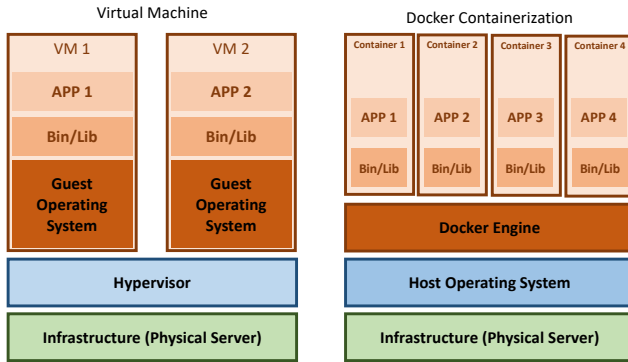 Virtual Machine
VM 1
APP 1
Bin/Lib
Guest
Operating
System
VM 2
APP 2
Bin/Lib
Guest
Operating
System
Hypervisor
Infrastructure (Physical Server)
Docker Containerization
Container 1
APP 1
Bin/Lib
Container 2
APP 2
Bin/Lib
Container 3
APP 3
Bin/Lib
Container 4
APP 4
Bin/Lib
Docker Engine
Host Operating System
Infrastructure (Physical Server)